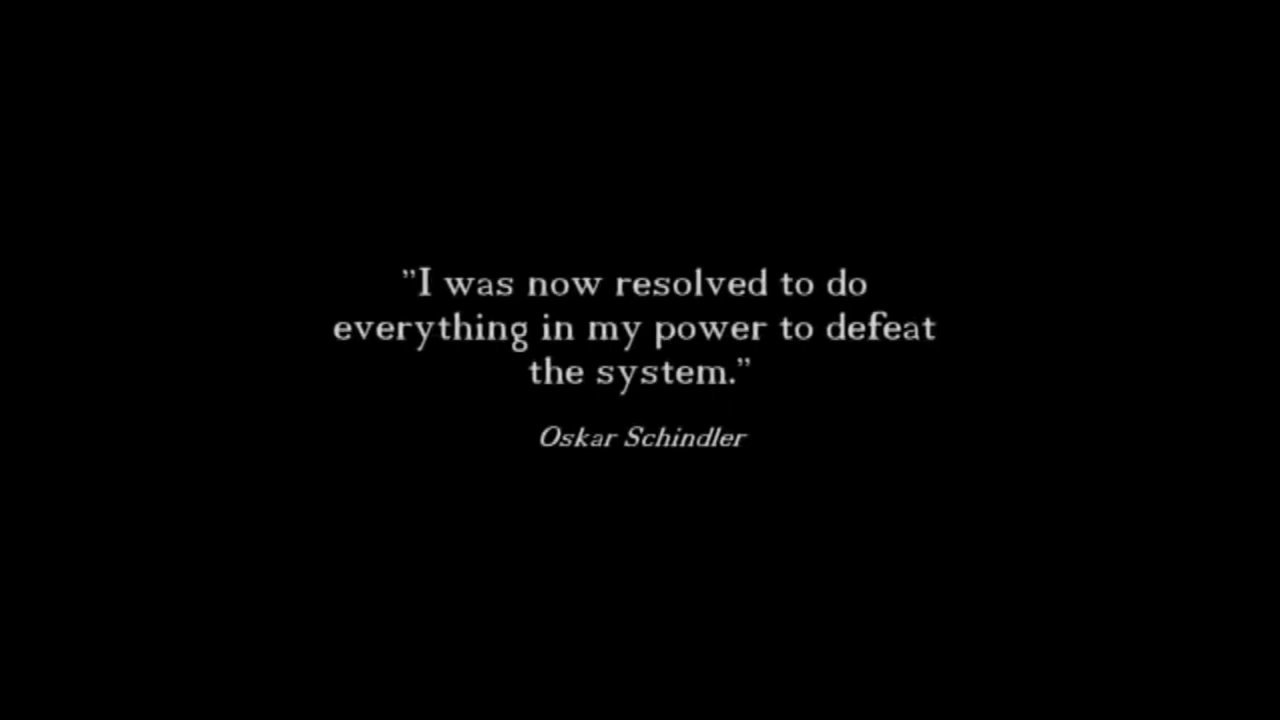 ”I was now resolved to do
everything in my power to defeat
the system.”
Oskar Schindler